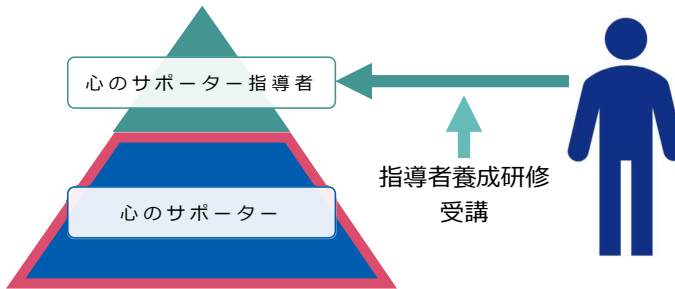 心のサポーター指導者
指導者養成研修
受講
心のサポーター